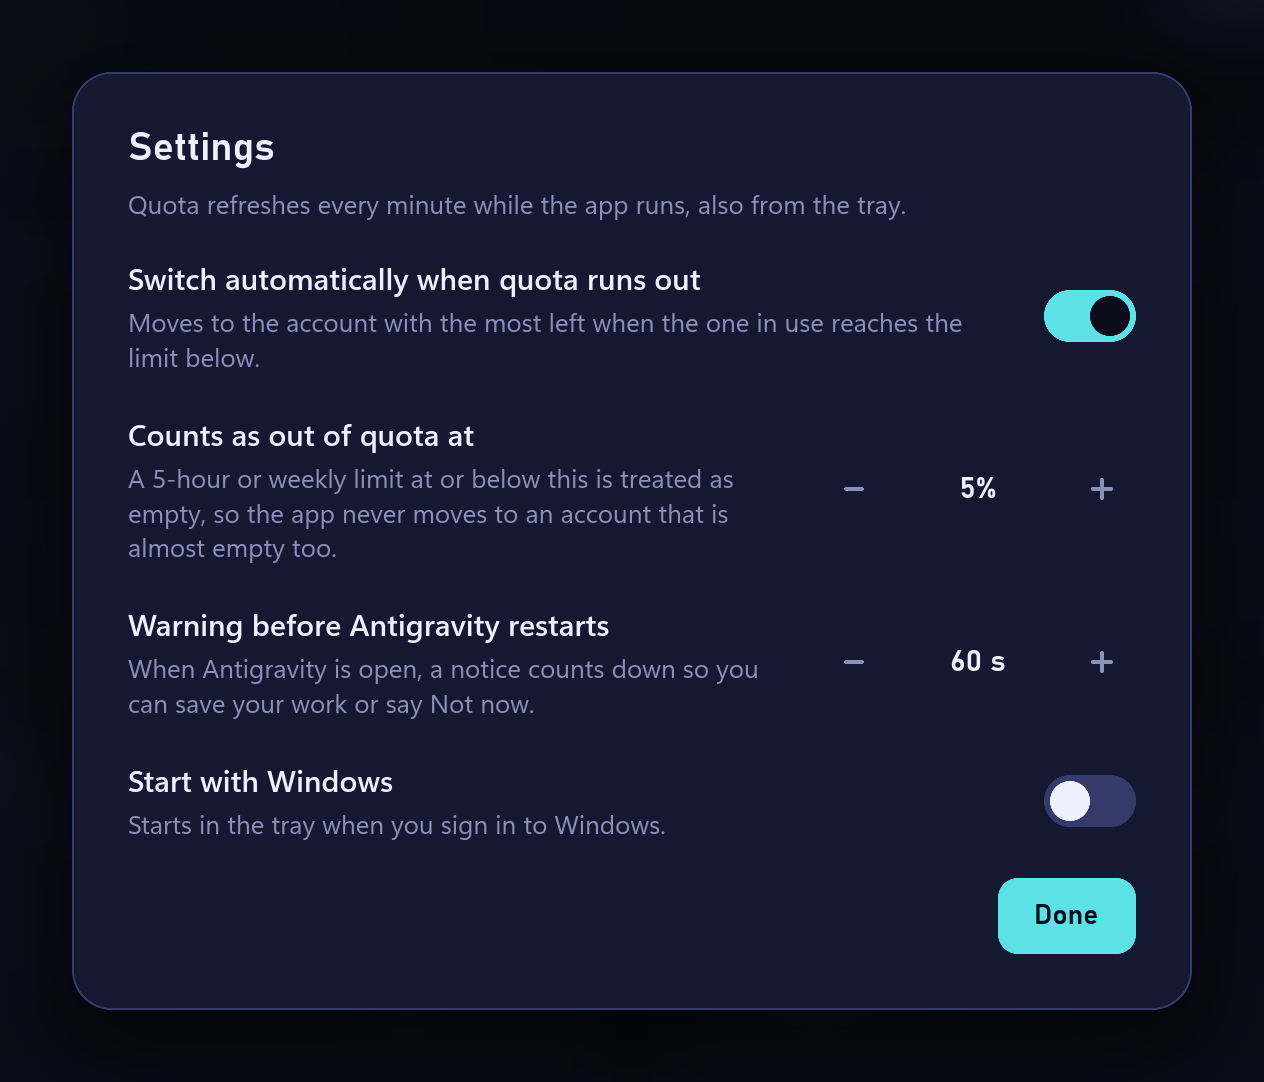 Settings
Quota refreshes every minute while the app runs, also from the tray.
Switch automatically when quota runs out
Moves to the account with the most left when the one in use reaches the
limit below.
Counts as out of quota at
A 5-hour or weekly limit at or below this is treated as
empty, so the app never moves to an account that is
almost empty too.
− 5% +
Warning before Antigravity restarts
When Antigravity is open, a notice counts down so you
can save your work or say Not now.
− 60 s +
Start with Windows
Starts in the tray when you sign in to Windows.
Done